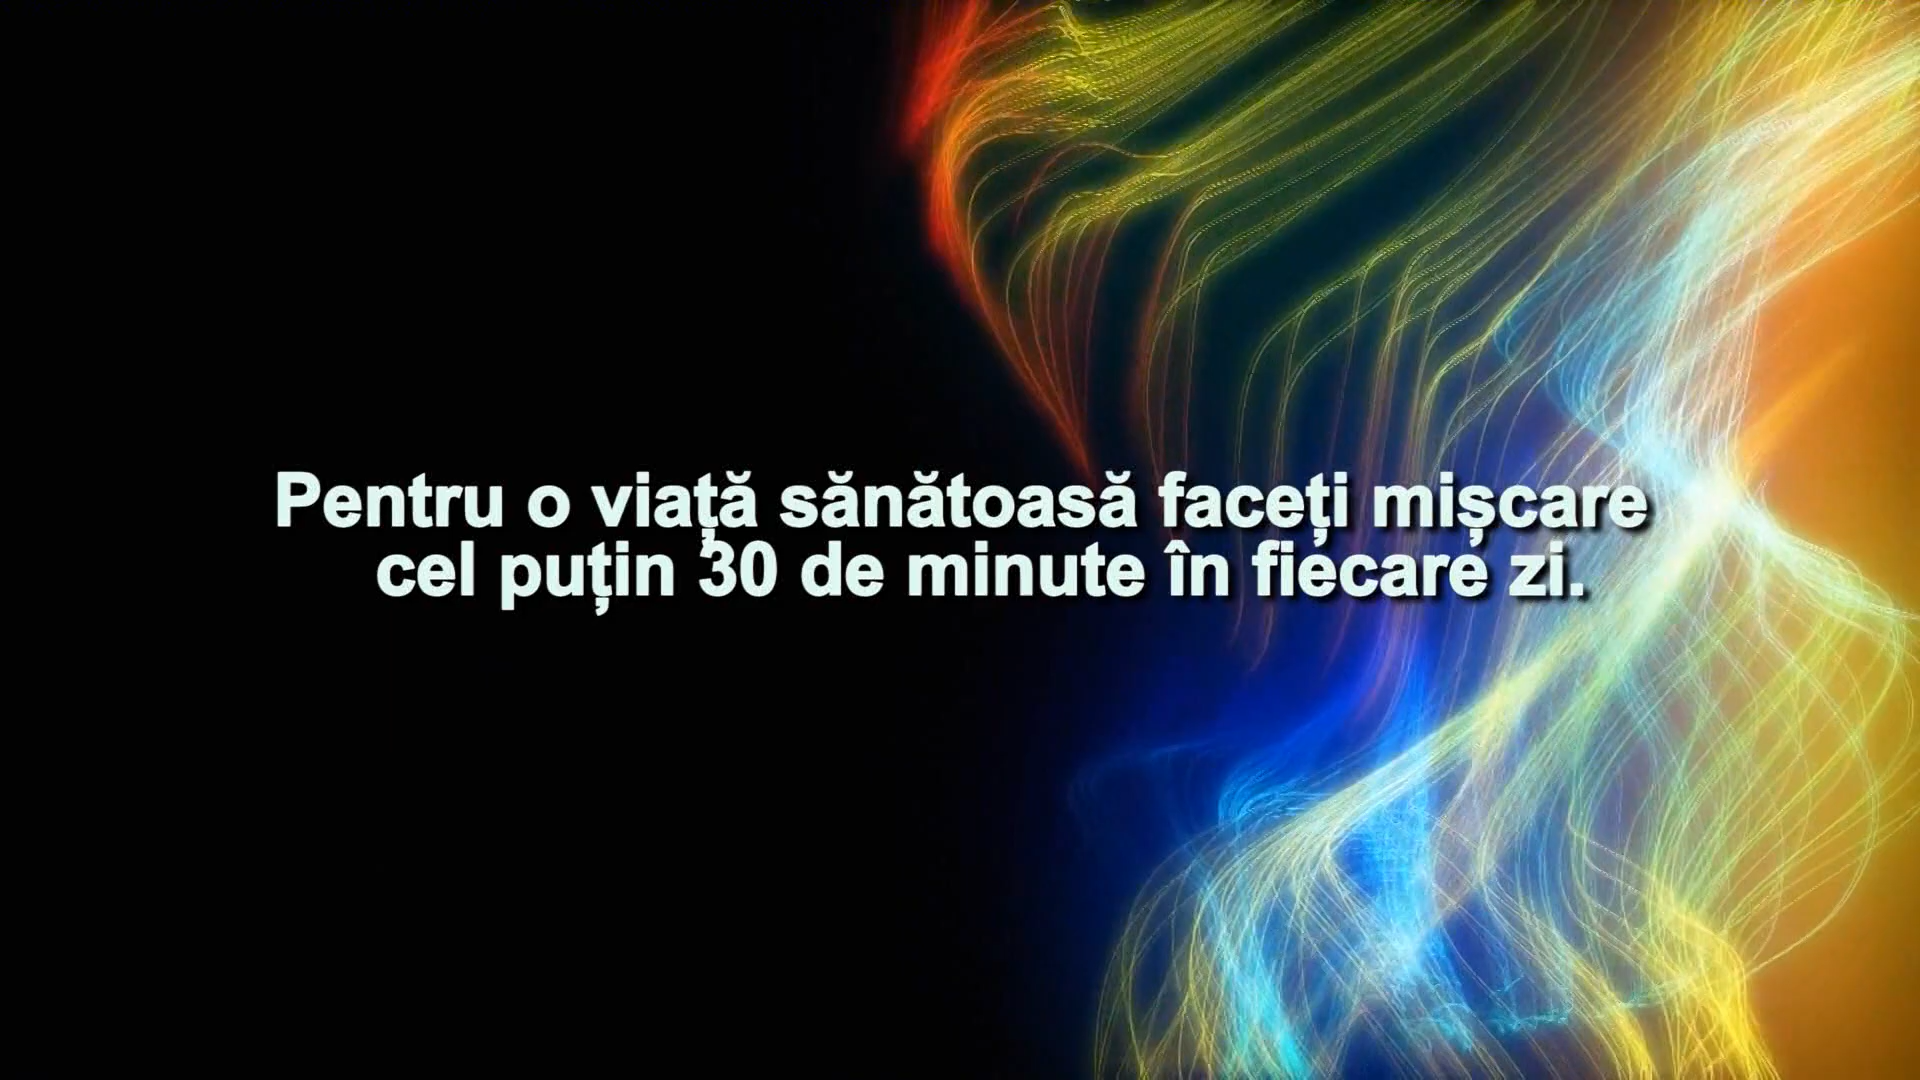 Pentru o viață sănătoasă faceți mișcare
cel puțin 30 de minute în fiecare zi.